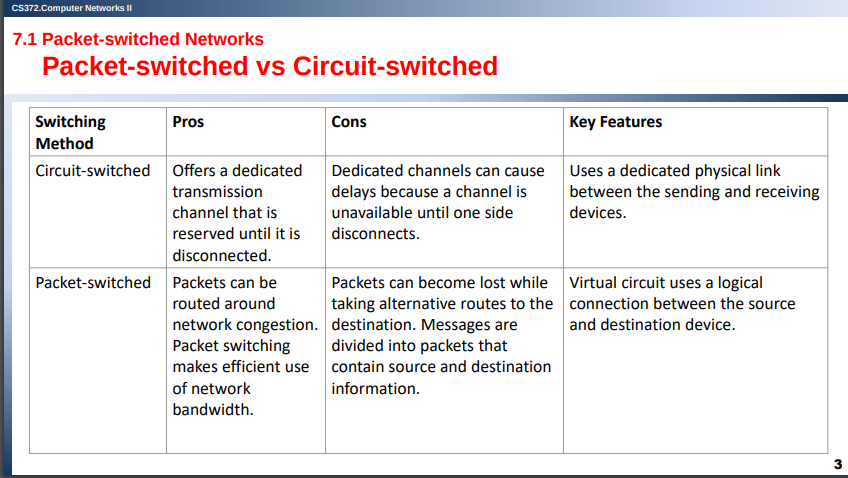 CS372.Computer Networks II
7.1 Packet-switched Networks
Packet-switched vs Circuit-switched
Switching
Method
Pros
Cons
Key Features
Circuit-switched
Offers a dedicated
transmission
channel that is
reserved until it is
disconnected.
Dedicated channels can cause
delays because a channel is
unavailable until one side
disconnects.
Uses a dedicated physical link
between the sending and receiving
devices.
Packet-switched
Packets can be
routed around
network congestion.
Packet switching
makes efficient use
of network
bandwidth.
Packets can become lost while
taking alternative routes to the
destination. Messages are
divided into packets that
contain source and destination
information.
Virtual circuit uses a logical
connection between the source
and destination device.
3